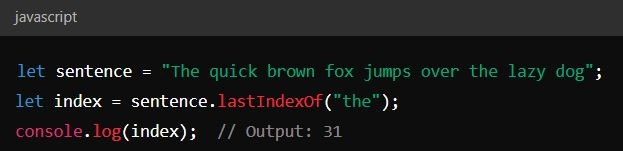 javascript
let sentence = "The quick brown fox jumps over the lazy dog";
let index = sentence.lastIndexOf("the");
console.log(index);  // Output: 31